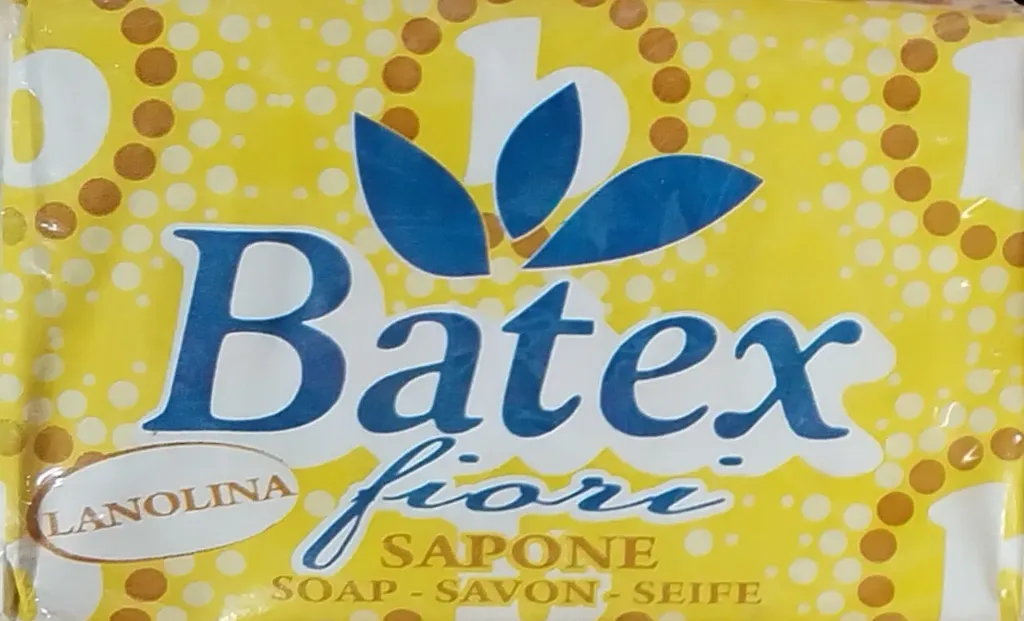 b
Batex
fiori
LANOLINA
SAPONE
SOAP - SAVON - SEIFE